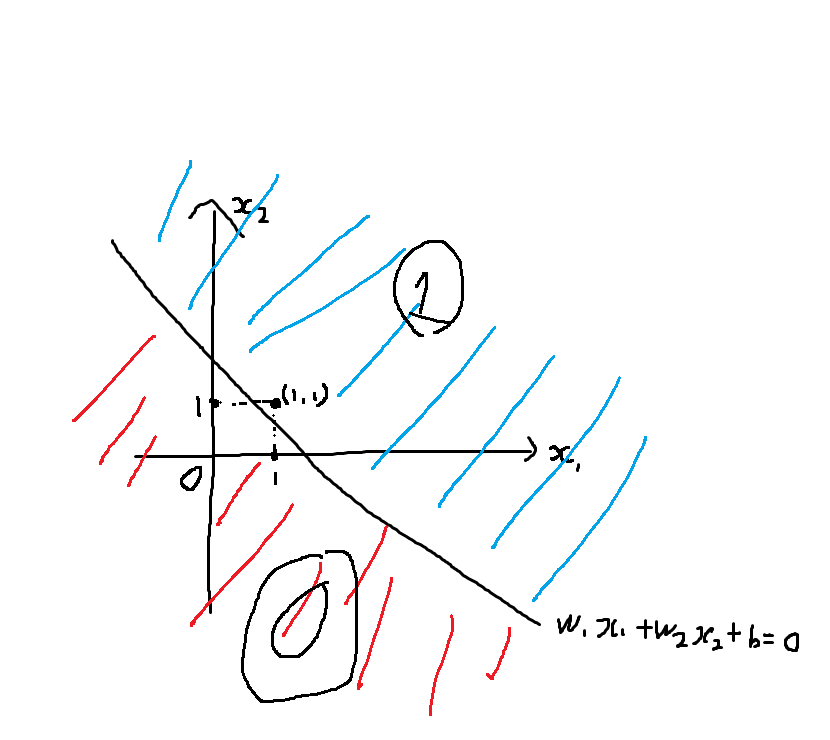 x₂
1
1 (1,1)
x₁
0
1
0
w₁x₁+w₂x₂+b=0